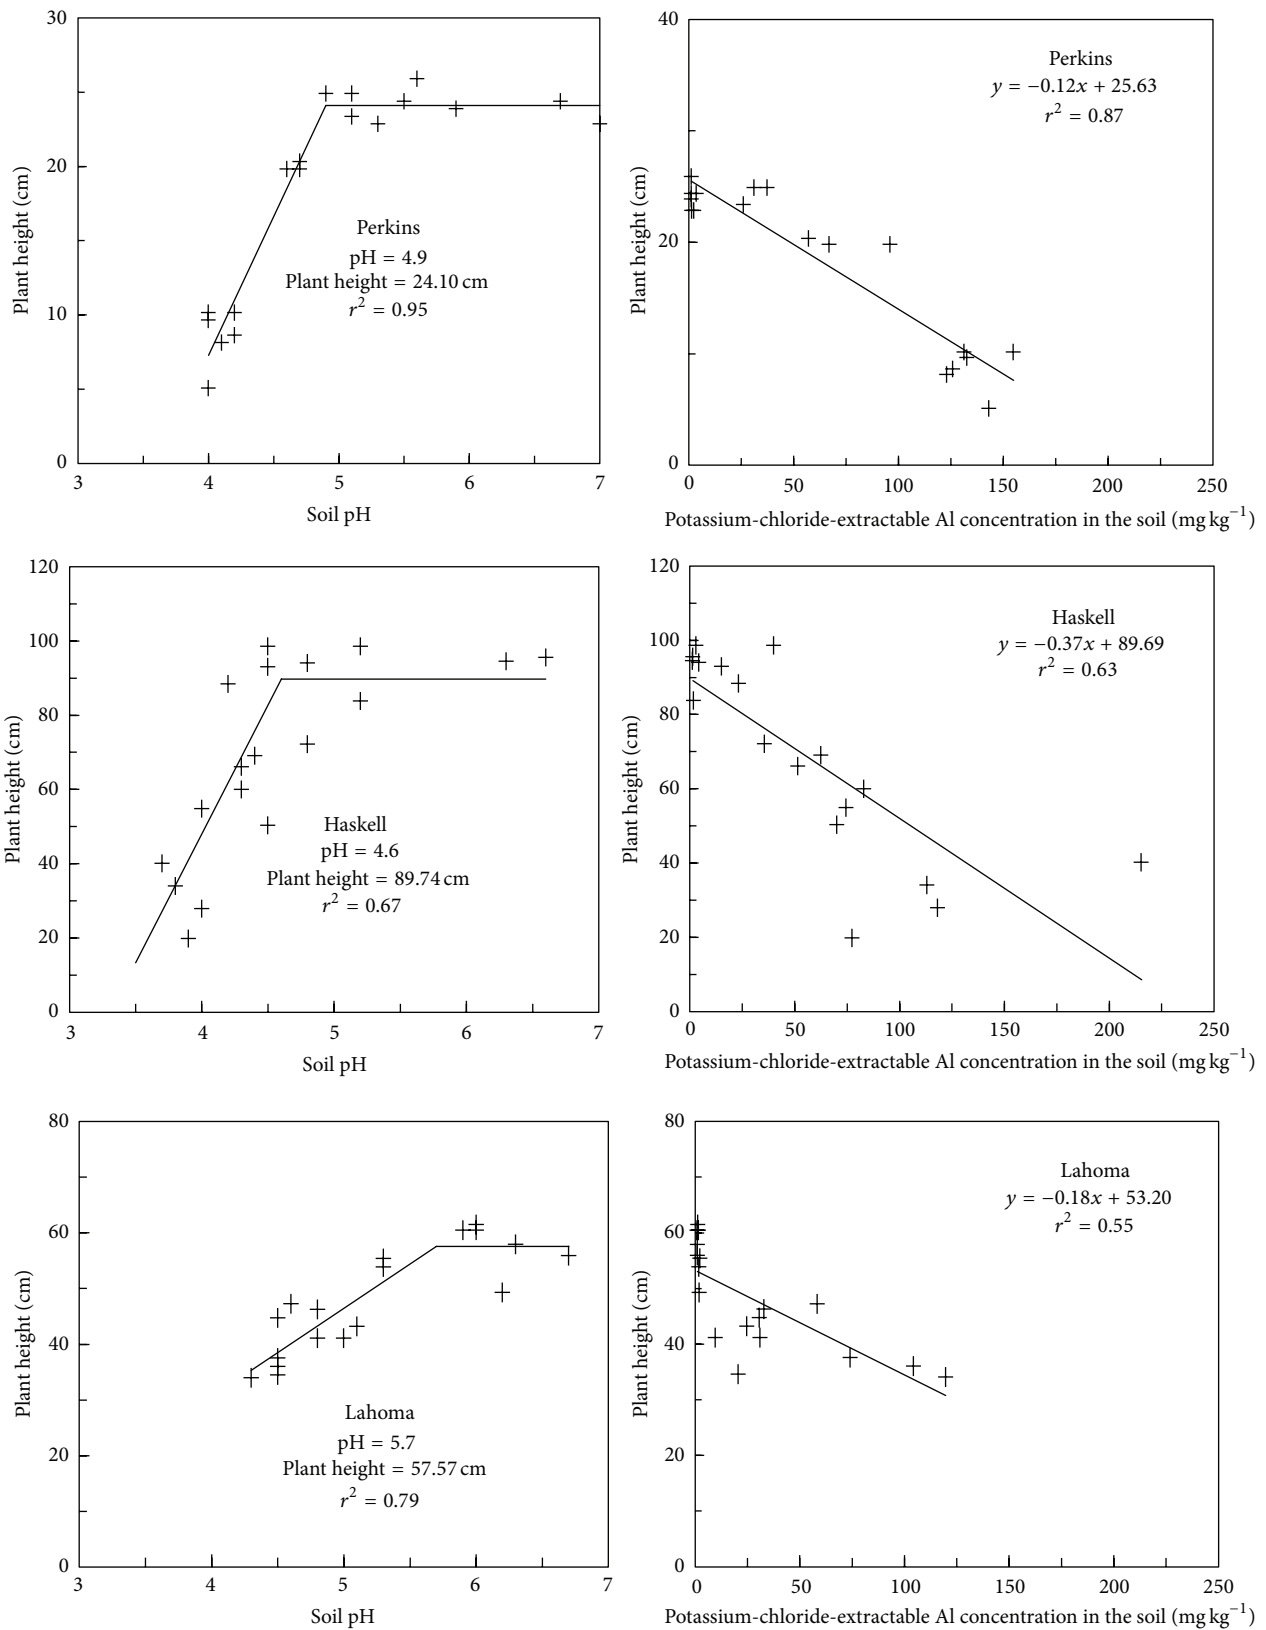 30
20
10
0
3
4
5
6
7
Plant height (cm)
Soil pH
Perkins
pH = 4.9
Plant height = 24.10 cm
r² = 0.95
40
20
0
0
50
100
150
200
250
Plant height (cm)
Potassium-chloride-extractable Al concentration in the soil (mg kg⁻¹)
Perkins
y = −0.12x + 25.63
r² = 0.87
120
100
80
60
40
20
0
3
4
5
6
7
Plant height (cm)
Soil pH
Haskell
pH = 4.6
Plant height = 89.74 cm
r² = 0.67
120
100
80
60
40
20
0
0
50
100
150
200
250
Plant height (cm)
Potassium-chloride-extractable Al concentration in the soil (mg kg⁻¹)
Haskell
y = −0.37x + 89.69
r² = 0.63
80
60
40
20
0
3
4
5
6
7
Plant height (cm)
Soil pH
Lahoma
pH = 5.7
Plant height = 57.57 cm
r² = 0.79
80
60
40
20
0
0
50
100
150
200
250
Plant height (cm)
Potassium-chloride-extractable Al concentration in the soil (mg kg⁻¹)
Lahoma
y = −0.18x + 53.20
r² = 0.55